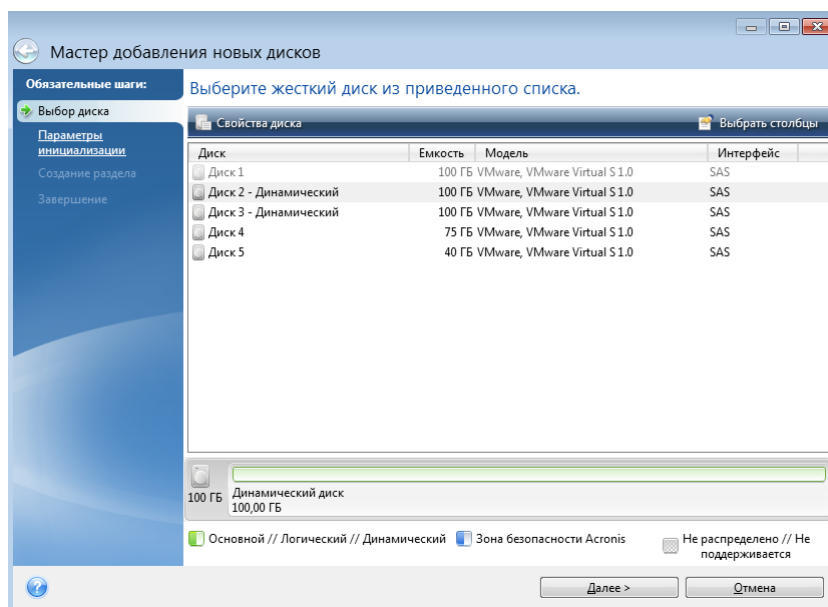 Мастер добавления новых дисков
Обязательные шаги:
Выбор диска
Параметры
инициализации
Создание раздела
Завершение
Выберите жесткий диск из приведенного списка.
Свойства диска
Выбрать столбцы
Диск Емкость Модель Интерфейс
Диск 1 100 ГБ VMware, VMware Virtual S 1.0 SAS
Диск 2 - Динамический 100 ГБ VMware, VMware Virtual S 1.0 SAS
Диск 3 - Динамический 100 ГБ VMware, VMware Virtual S 1.0 SAS
Диск 4 75 ГБ VMware, VMware Virtual S 1.0 SAS
Диск 5 40 ГБ VMware, VMware Virtual S 1.0 SAS
100 ГБ
Динамический диск
100,00 ГБ
Основной // Логический // Динамический
Зона безопасности Acronis
Не распределено // Не
поддерживается
Далее >
Отмена